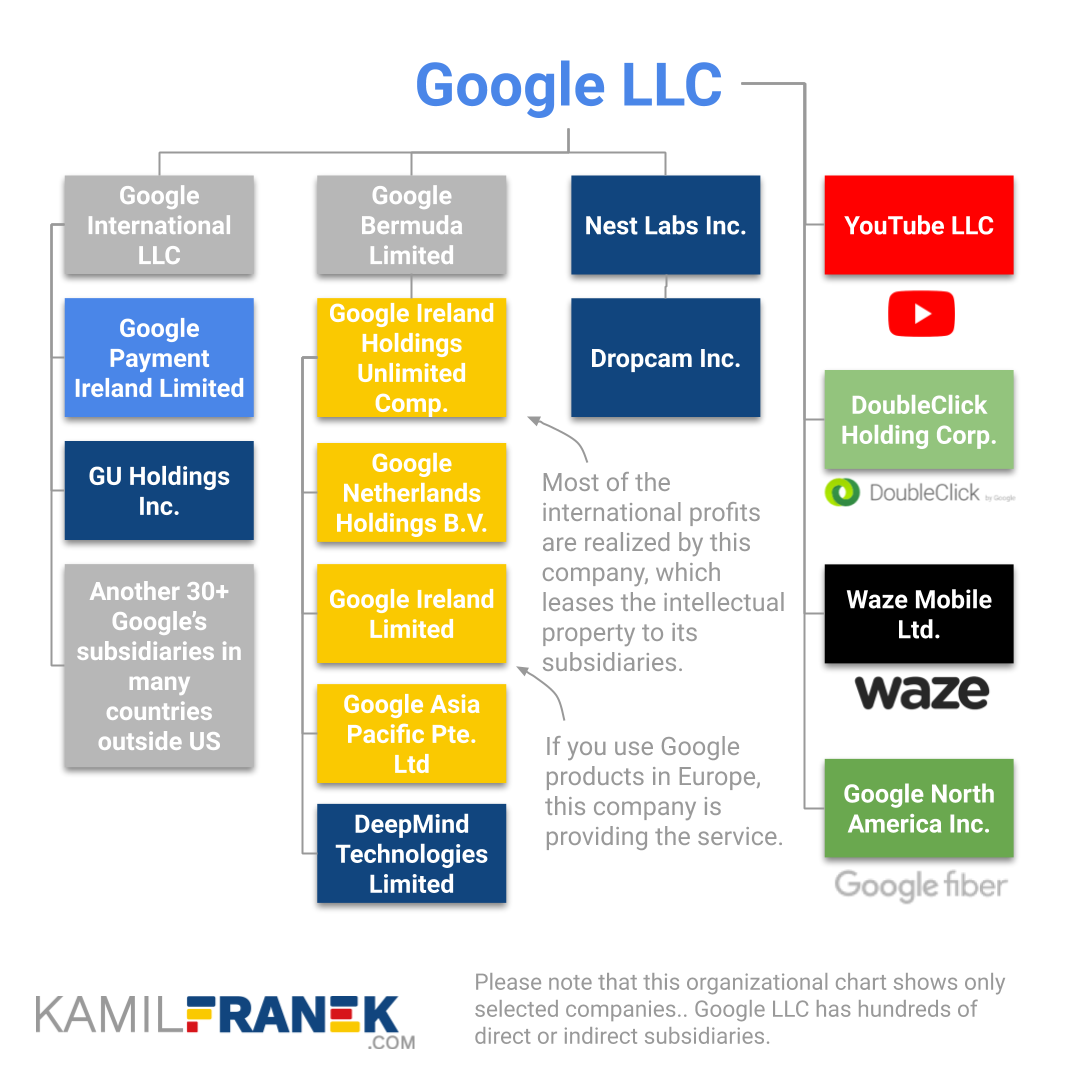 Google LLC
Google
International
LLC
Google
Payment
Ireland Limited
GU Holdings
Inc.
Another 30+
Google’s
subsidiaries in
many
countries
outside US
Google
Bermuda
Limited
Google Ireland
Holdings
Unlimited
Comp.
Google
Netherlands
Holdings B.V.
Google Ireland
Limited
Google Asia
Pacific Pte.
Ltd
DeepMind
Technologies
Limited
Nest Labs Inc.
Dropcam Inc.
Most of the
international profits
are realized by this
company, which
leases the intellectual
property to its
subsidiaries.
If you use Google
products in Europe,
this company is
providing the service.
YouTube LLC
DoubleClick
Holding Corp.
DoubleClick by Google
Waze Mobile
Ltd.
waze
Google North
America Inc.
Google fiber
KAMILFRANEK
.COM
Please note that this organizational chart shows only
selected companies.. Google LLC has hundreds of
direct or indirect subsidiaries.